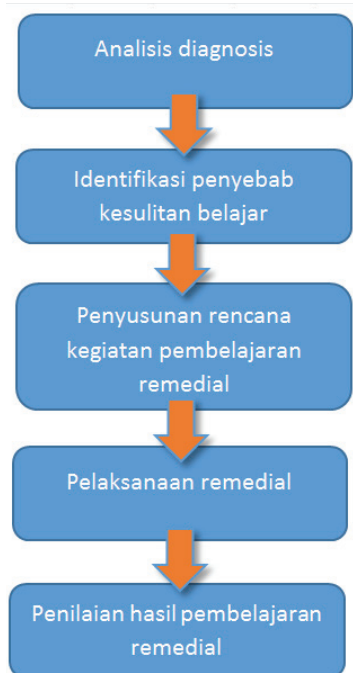 Analisis diagnosis
Identifikasi penyebab
kesulitan belajar
Penyusunan rencana
kegiatan pembelajaran
remedial
Pelaksanaan remedial
Penilaian hasil pembelajaran
remedial